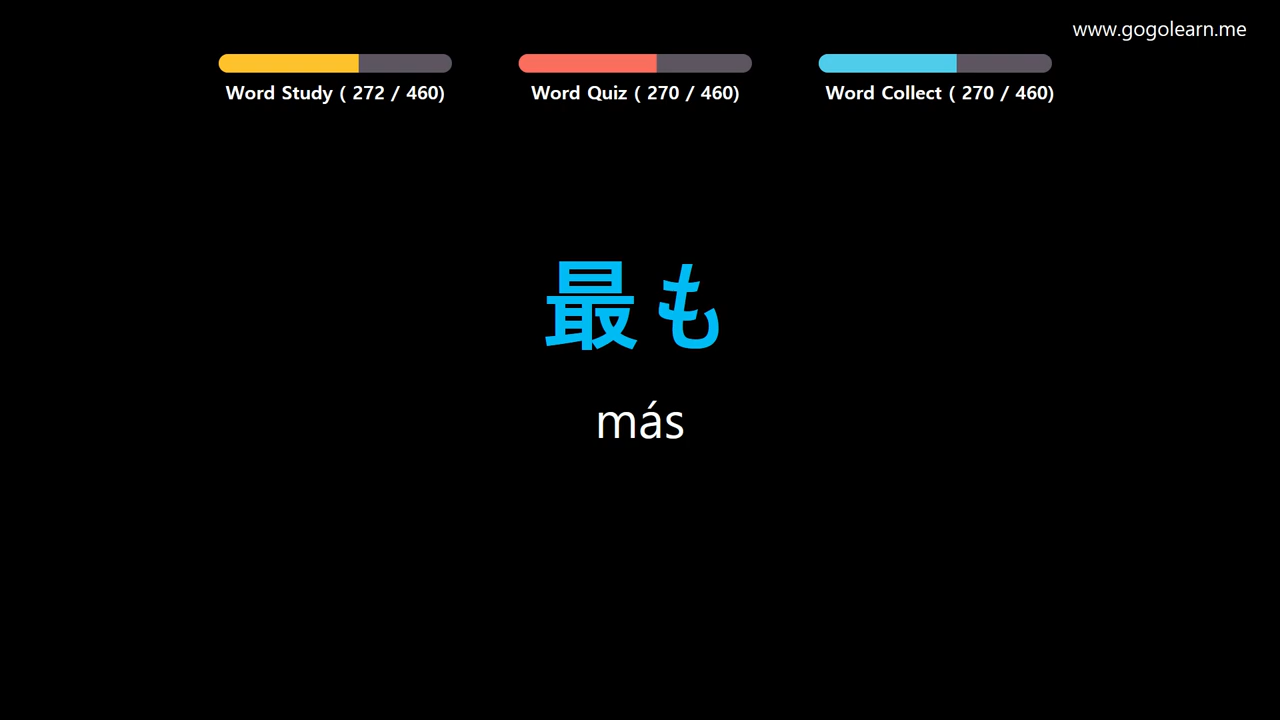 www.gogolearn.me
Word Study ( 272 / 460)
Word Quiz ( 270 / 460)
Word Collect ( 270 / 460)
最も
más